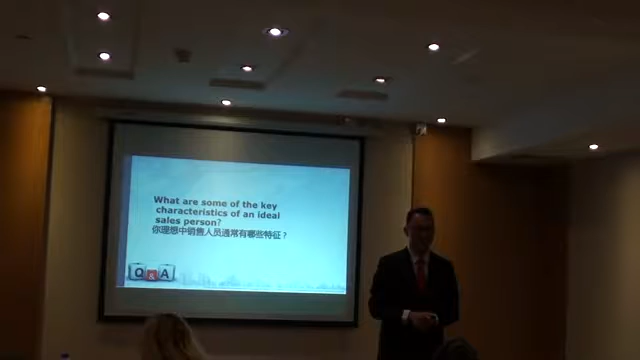 What are some of the key
characteristics of an ideal
sales person?
你理想中销售人员通常有哪些特征？
Q&A